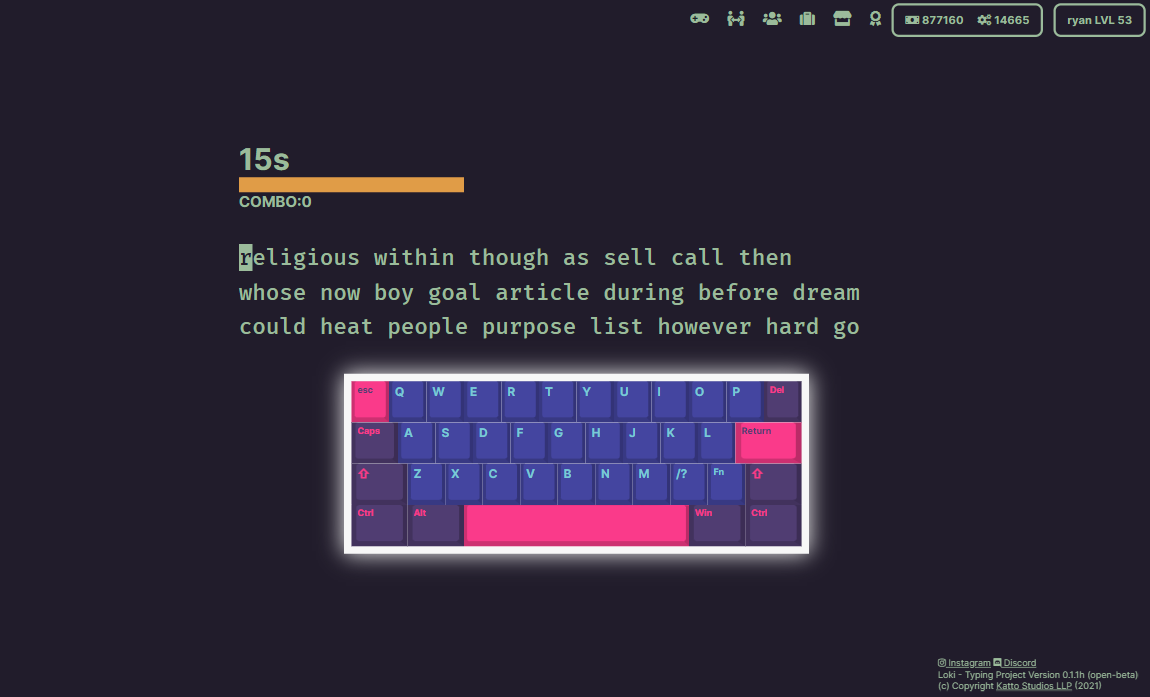 877160 14665 ryan LVL 53
15s
COMBO:0
religious within though as sell call then
whose now boy goal article during before dream
could heat people purpose list however hard go
esc Q W E R T Y U I O P Del
Caps A S D F G H J K L Return
Z X C V B N M /? Fn
Ctrl Alt Win Ctrl
Instagram Discord
Loki - Typing Project Version 0.1.1h (open-beta)
(c) Copyright Katto Studios LLP (2021)